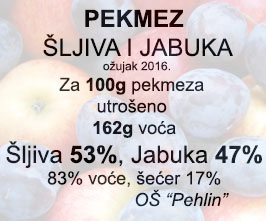 PEKMEZ
ŠLJIVA I JABUKA
ožujak 2016.
Za 100g pekmeza
utrošeno
162g voća
Šljiva 53%, Jabuka 47%
83% voće, šećer 17%
OŠ “Pehlin”